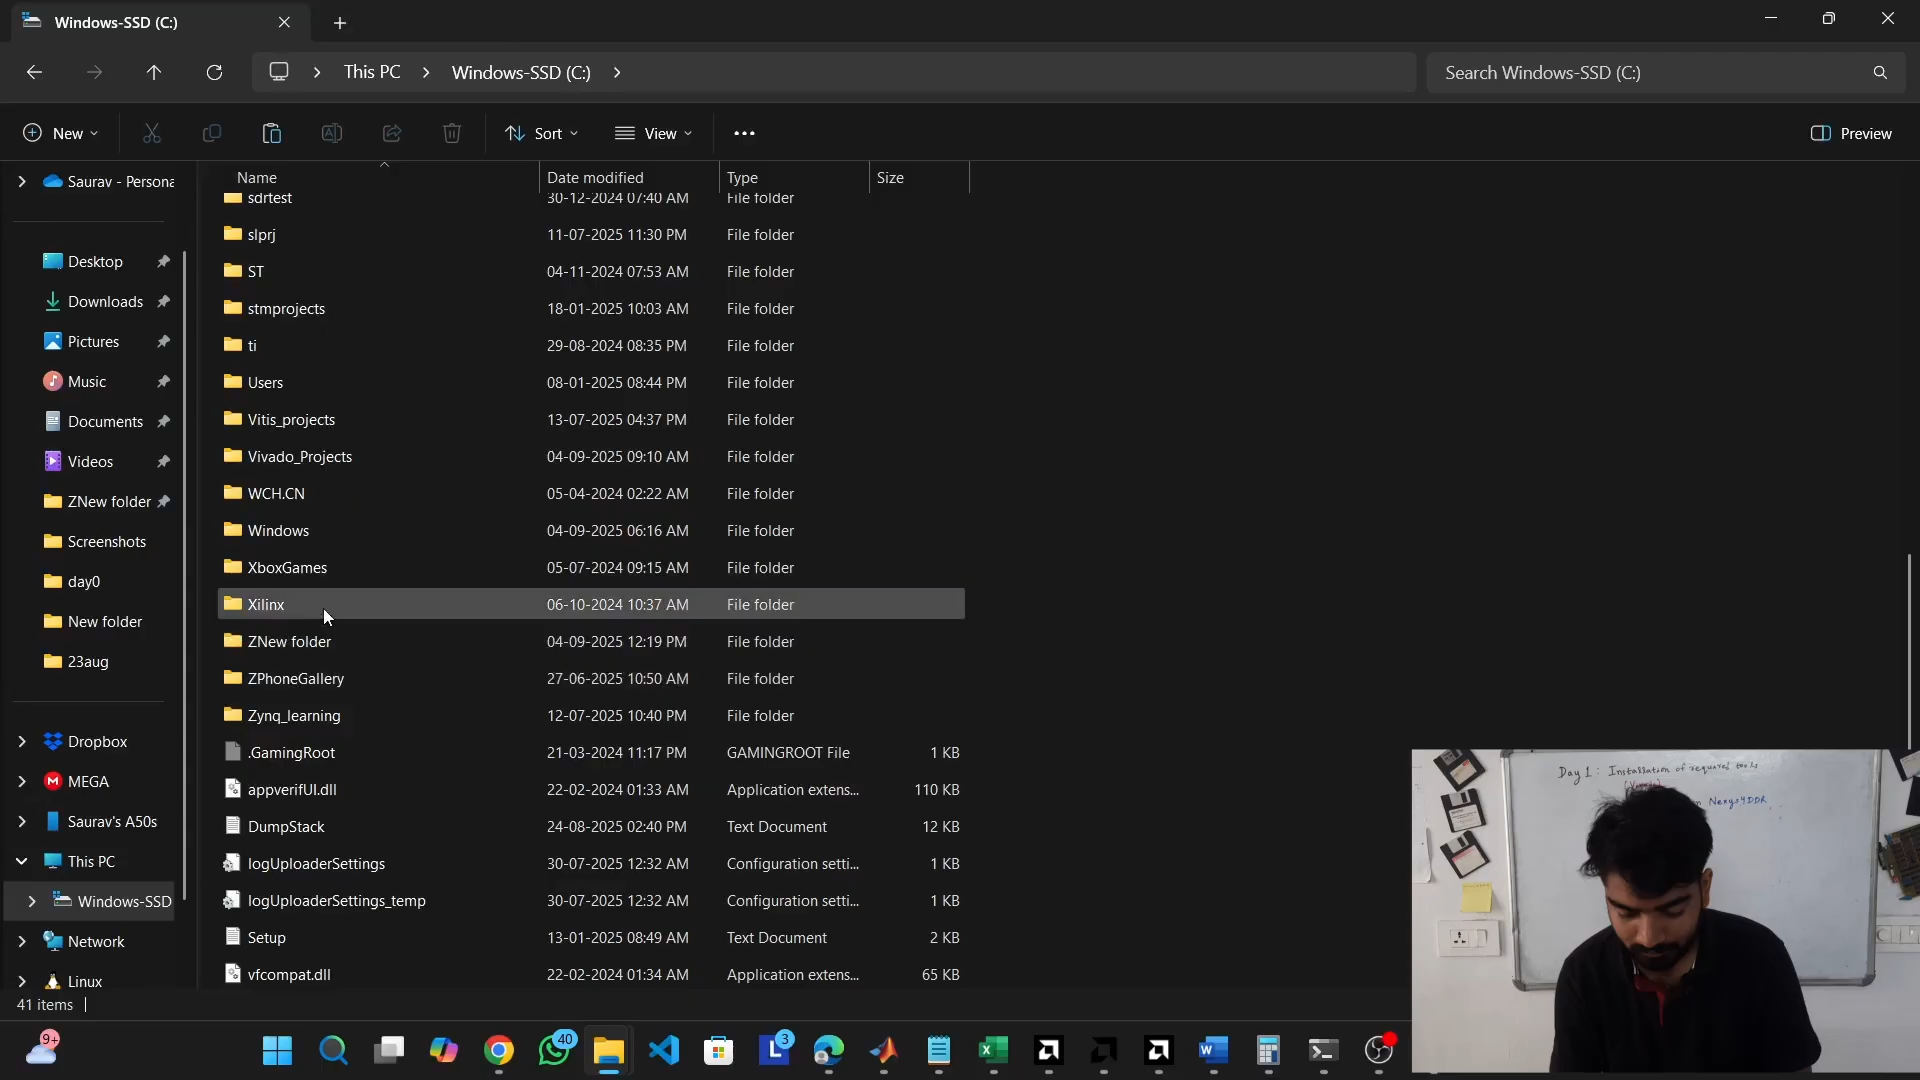 Windows-SSD (C:)
This PC > Windows-SSD (C:) >
Search Windows-SSD (C:)
New
Sort
View
Preview
Saurav - Persona
Desktop
Downloads
Pictures
Music
Documents
Videos
ZNew folder
Screenshots
day0
New folder
23aug
Dropbox
MEGA
Saurav's A50s
This PC
Windows-SSD
Network
Linux
Name Date modified Type Size
sdrtest 30-12-2024 07:40 AM File folder
slprj 11-07-2025 11:30 PM File folder
ST 04-11-2024 07:53 AM File folder
stmprojects 18-01-2025 10:03 AM File folder
ti 29-08-2024 08:35 PM File folder
Users 08-01-2025 08:44 PM File folder
Vitis_projects 13-07-2025 04:37 PM File folder
Vivado_Projects 04-09-2025 09:10 AM File folder
WCH.CN 05-04-2024 02:22 AM File folder
Windows 04-09-2025 06:16 AM File folder
XboxGames 05-07-2024 09:15 AM File folder
Xilinx 06-10-2024 10:37 AM File folder
ZNew folder 04-09-2025 12:19 PM File folder
ZPhoneGallery 27-06-2025 10:50 AM File folder
Zynq_learning 12-07-2025 10:40 PM File folder
.GamingRoot 21-03-2024 11:17 PM GAMINGROOT File 1 KB
appverifUI.dll 22-02-2024 01:33 AM Application extens... 110 KB
DumpStack 24-08-2025 02:40 PM Text Document 12 KB
logUploaderSettings 30-07-2025 12:32 AM Configuration setti... 1 KB
logUploaderSettings_temp 30-07-2025 12:32 AM Configuration setti... 1 KB
Setup 13-01-2025 08:49 AM Text Document 2 KB
vfcompat.dll 22-02-2024 01:34 AM Application extens... 65 KB
41 items
Day 1 : Installation of required tools
Nexys4DDR
9+
40
L 3